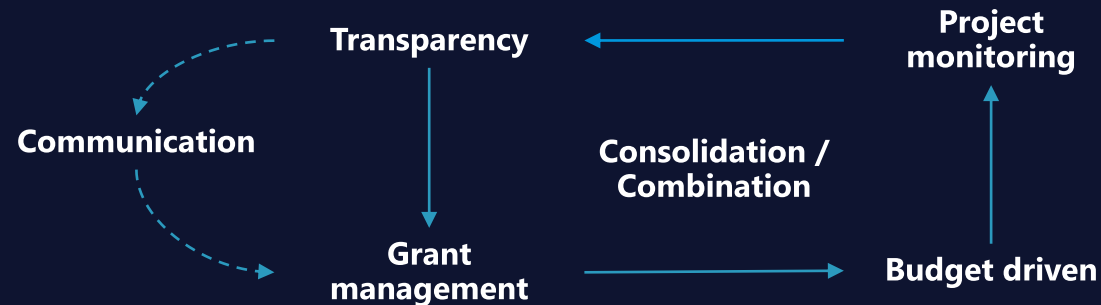 Transparency
Project
monitoring
Communication
Consolidation /
Combination
Grant
management
Budget driven